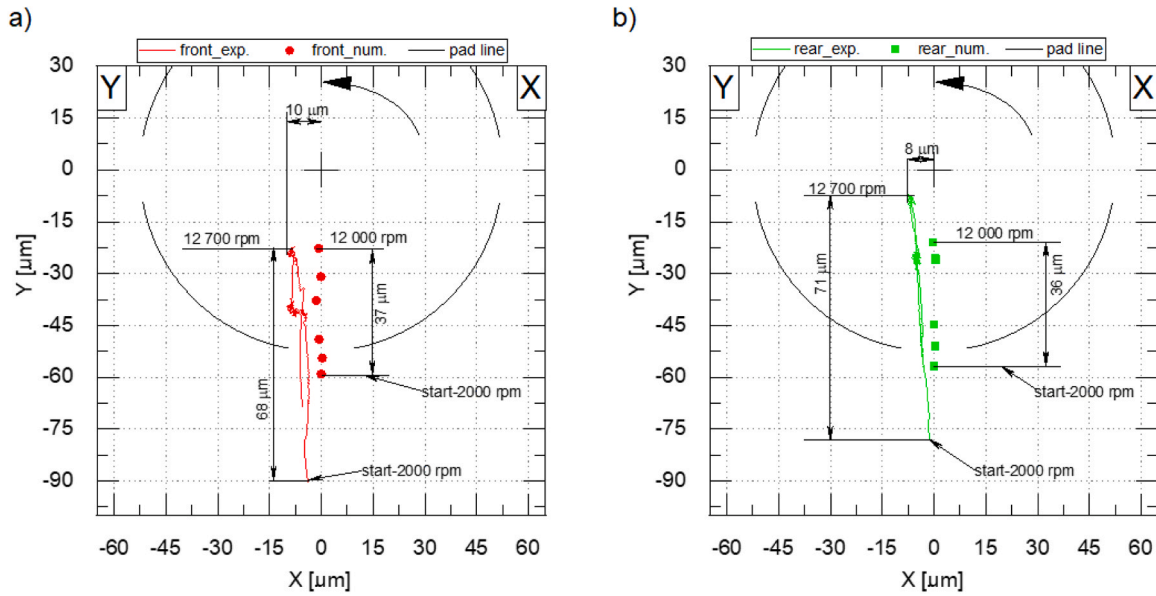 a)
front_exp. front_num. pad line
Y X
10 µm
12 700 rpm 12 000 rpm
37 µm
68 µm
start-2000 rpm
start-2000 rpm
30
15
0
-15
-30
-45
-60
-75
-90
Y [µm]
-60 -45 -30 -15 0 15 30 45 60
X [µm]
b)
rear_exp. rear_num. pad line
Y X
8 µm
12 700 rpm
12 000 rpm
71 µm
36 µm
start-2000 rpm
start-2000 rpm
30
15
0
-15
-30
-45
-60
-75
-90
Y [µm]
-60 -45 -30 -15 0 15 30 45 60
X [µm]